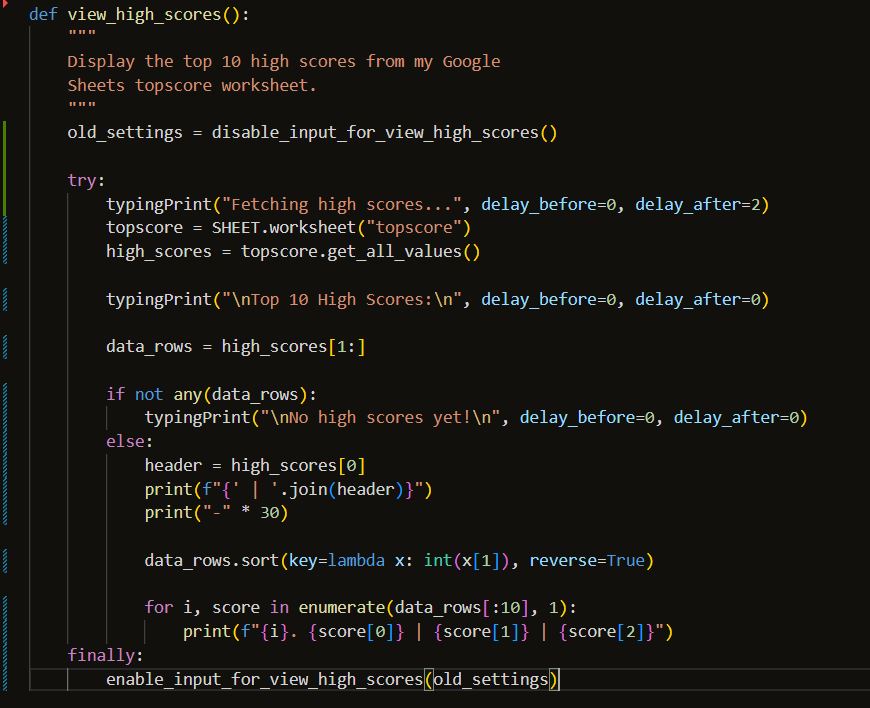 def view_high_scores():
    """
    Display the top 10 high scores from my Google
    Sheets topscore worksheet.
    """
    old_settings = disable_input_for_view_high_scores()

    try:
        typingPrint("Fetching high scores...", delay_before=0, delay_after=2)
        topscore = SHEET.worksheet("topscore")
        high_scores = topscore.get_all_values()

        typingPrint("\nTop 10 High Scores:\n", delay_before=0, delay_after=0)

        data_rows = high_scores[1:]

        if not any(data_rows):
            typingPrint("\nNo high scores yet!\n", delay_before=0, delay_after=0)
        else:
            header = high_scores[0]
            print(f"{' | '.join(header)}")
            print("-" * 30)

            data_rows.sort(key=lambda x: int(x[1]), reverse=True)

            for i, score in enumerate(data_rows[:10], 1):
                print(f"{i}. {score[0]} | {score[1]} | {score[2]}")
    finally:
        enable_input_for_view_high_scores(old_settings)